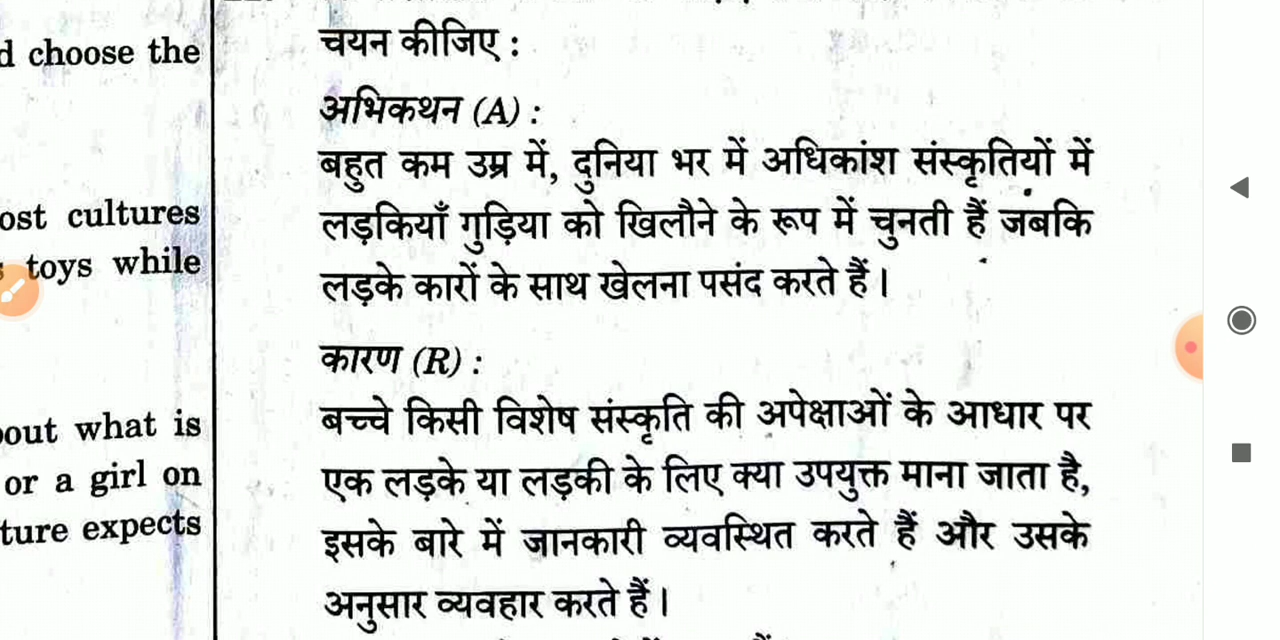 d choose the
ost cultures
toys while
out what is
or a girl on
ture expects
चयन कीजिए :
अभिकथन (A) :
बहुत कम उम्र में, दुनिया भर में अधिकांश संस्कृतियों में
लड़कियाँ गुड़िया को खिलौने के रूप में चुनती हैं जबकि
लड़के कारों के साथ खेलना पसंद करते हैं।
कारण (R) :
बच्चे किसी विशेष संस्कृति की अपेक्षाओं के आधार पर
एक लड़के या लड़की के लिए क्या उपयुक्त माना जाता है,
इसके बारे में जानकारी व्यवस्थित करते हैं और उसके
अनुसार व्यवहार करते हैं।